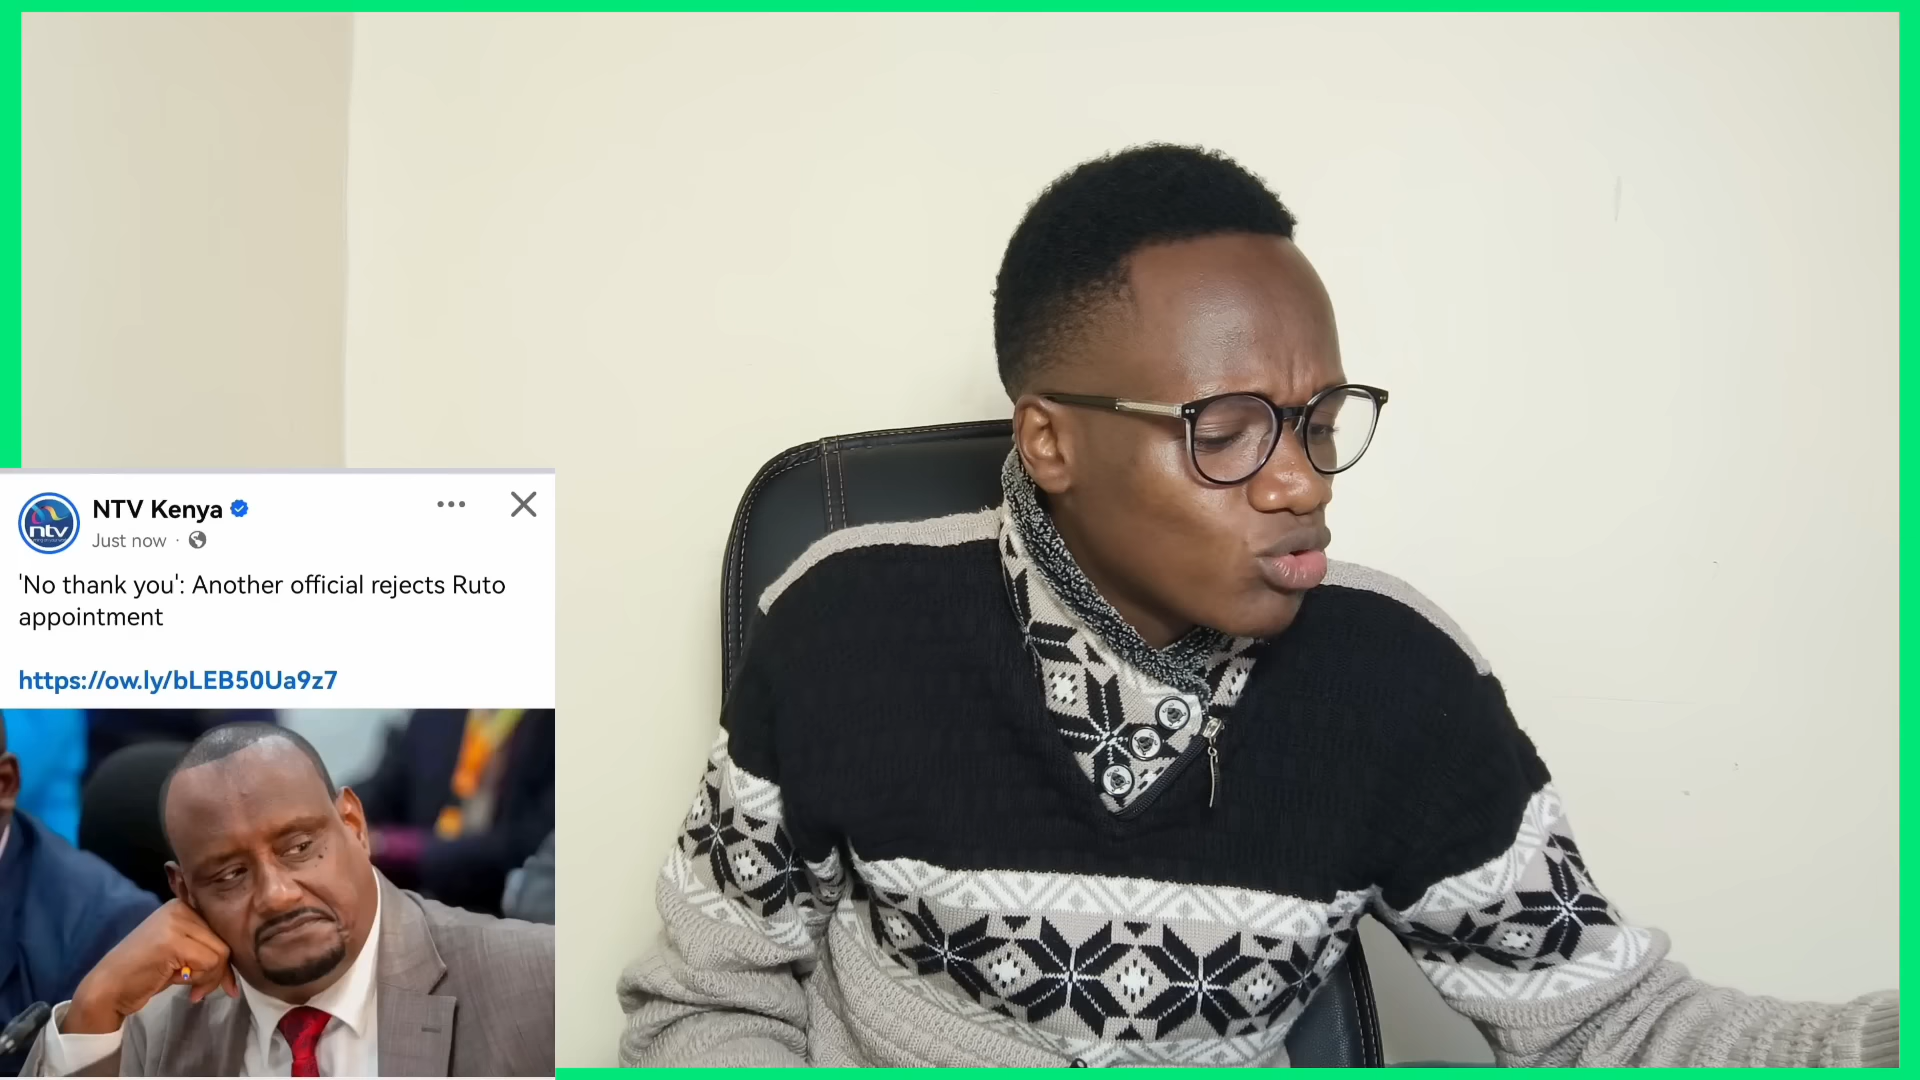 NTV Kenya
Just now
'No thank you': Another official rejects Ruto
appointment
https://ow.ly/bLEB50Ua9z7
ntv